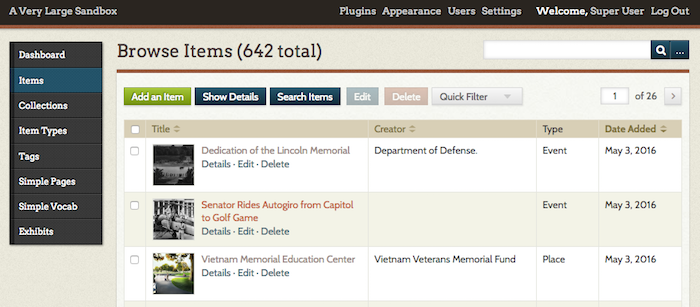 A Very Large Sandbox Plugins Appearance Users Settings Welcome, Super User Log Out
Dashboard
Items
Collections
Item Types
Tags
Simple Pages
Simple Vocab
Exhibits
Browse Items (642 total)
...
Add an Item Show Details Search Items Edit Delete Quick Filter 1 of 26 >
Title Creator Type Date Added
Dedication of the Lincoln Memorial Department of Defense. Event May 3, 2016
Details · Edit · Delete
Senator Rides Autogiro from Capitol Event May 3, 2016
to Golf Game
Details · Edit · Delete
Vietnam Memorial Education Center Vietnam Veterans Memorial Fund Place May 3, 2016
Details · Edit · Delete